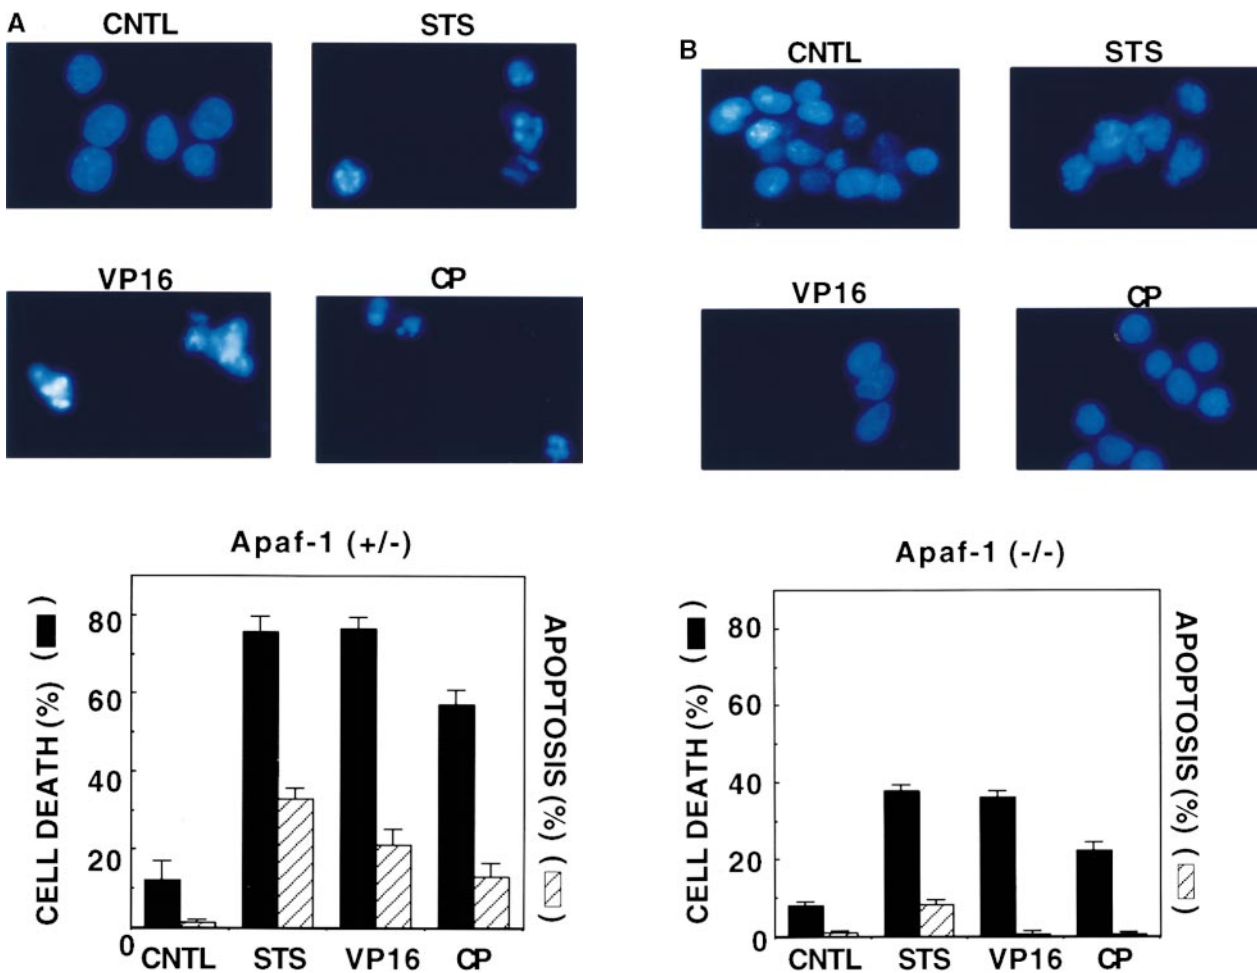 A
CNTL
STS
VP16
CP
Apaf-1 (+/-)
CELL DEATH (%) ( )
80
60
40
20
0
CNTL
STS
VP16
CP
APOPTOSIS (%) ( )
B
CNTL
STS
VP16
CP
Apaf-1 (-/-)
CELL DEATH (%) ( )
80
60
40
20
0
CNTL
STS
VP16
CP
APOPTOSIS (%) ( )